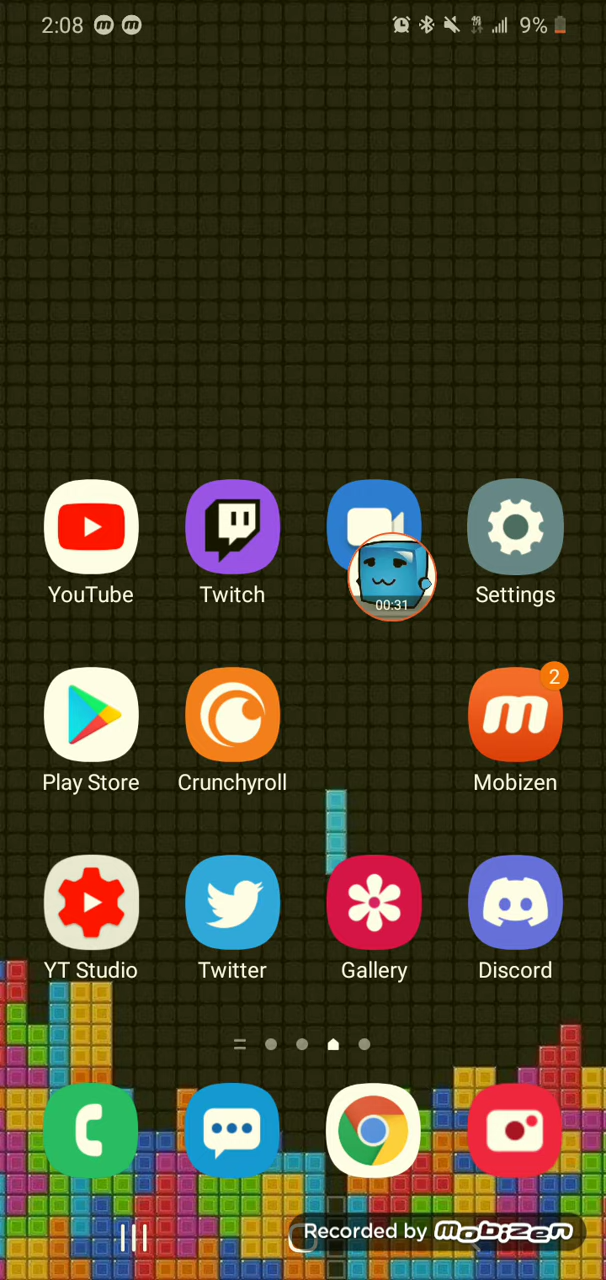 2:08
9%
00:31
YouTube
Twitch
Settings
2
Play Store
Crunchyroll
Mobizen
YT Studio
Twitter
Gallery
Discord
Recorded by mobizen